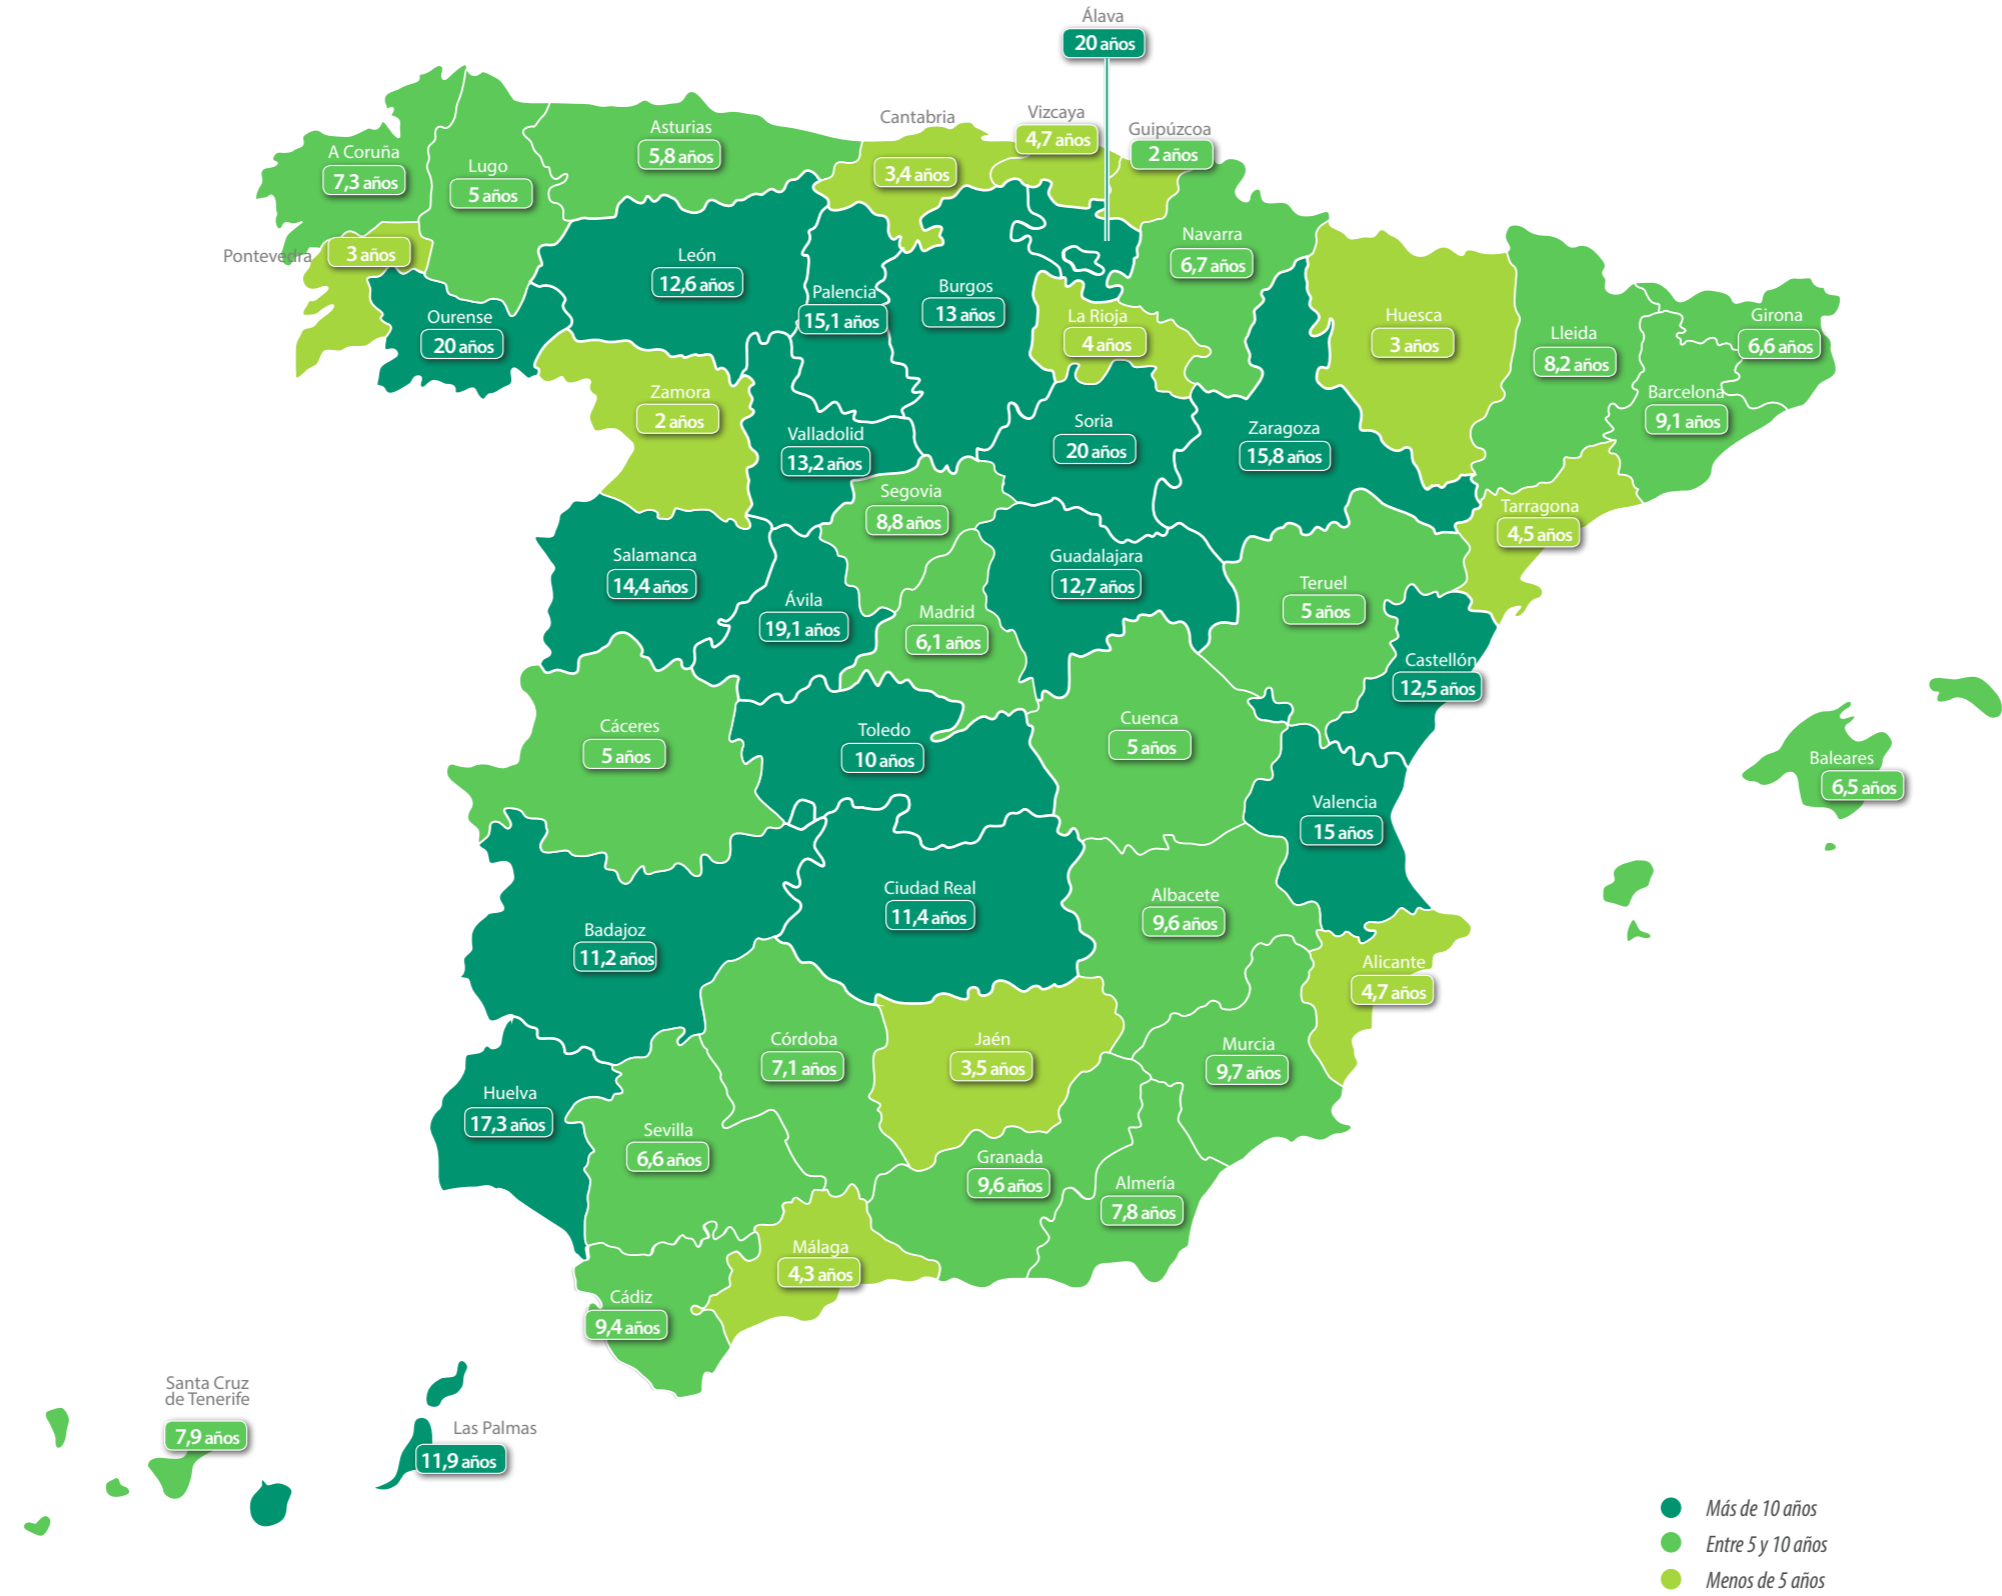 Álava
20 años
Cantabria
3,4 años
Vizcaya
4,7 años
Guipúzcoa
2 años
Asturias
5,8 años
A Coruña
7,3 años
Lugo
5 años
Pontevedra
3 años
Ourense
20 años
León
12,6 años
Palencia
15,1 años
Burgos
13 años
Navarra
6,7 años
La Rioja
4 años
Huesca
3 años
Lleida
8,2 años
Girona
6,6 años
Barcelona
9,1 años
Zamora
2 años
Valladolid
13,2 años
Soria
20 años
Zaragoza
15,8 años
Segovia
8,8 años
Tarragona
4,5 años
Salamanca
14,4 años
Ávila
19,1 años
Madrid
6,1 años
Guadalajara
12,7 años
Teruel
5 años
Castellón
12,5 años
Cáceres
5 años
Toledo
10 años
Cuenca
5 años
Valencia
15 años
Baleares
6,5 años
Badajoz
11,2 años
Ciudad Real
11,4 años
Albacete
9,6 años
Alicante
4,7 años
Córdoba
7,1 años
Jaén
3,5 años
Murcia
9,7 años
Huelva
17,3 años
Sevilla
6,6 años
Granada
9,6 años
Almería
7,8 años
Málaga
4,3 años
Cádiz
9,4 años
Santa Cruz
de Tenerife
7,9 años
Las Palmas
11,9 años
Más de 10 años
Entre 5 y 10 años
Menos de 5 años